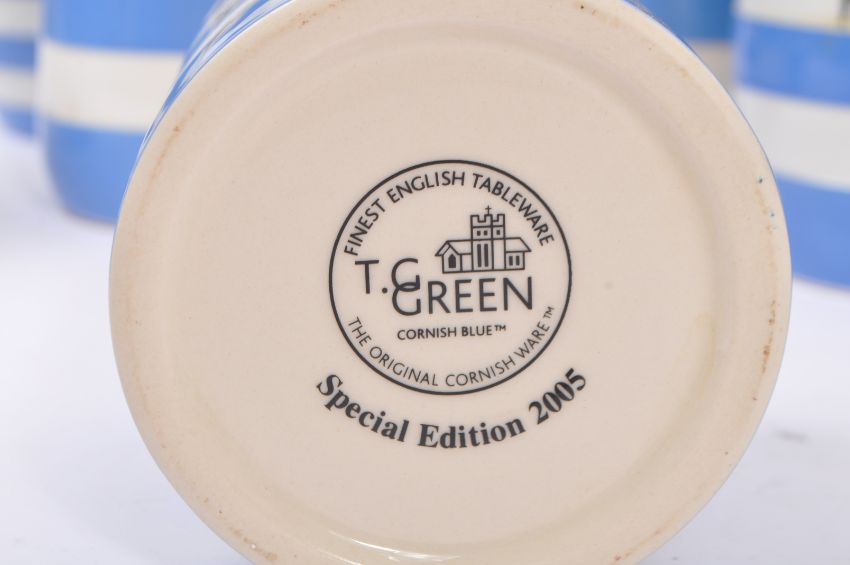 FINEST ENGLISH TABLEWARE
T.G
GREEN
CORNISH BLUE™
THE ORIGINAL CORNISH WARE™
Special Edition 2005